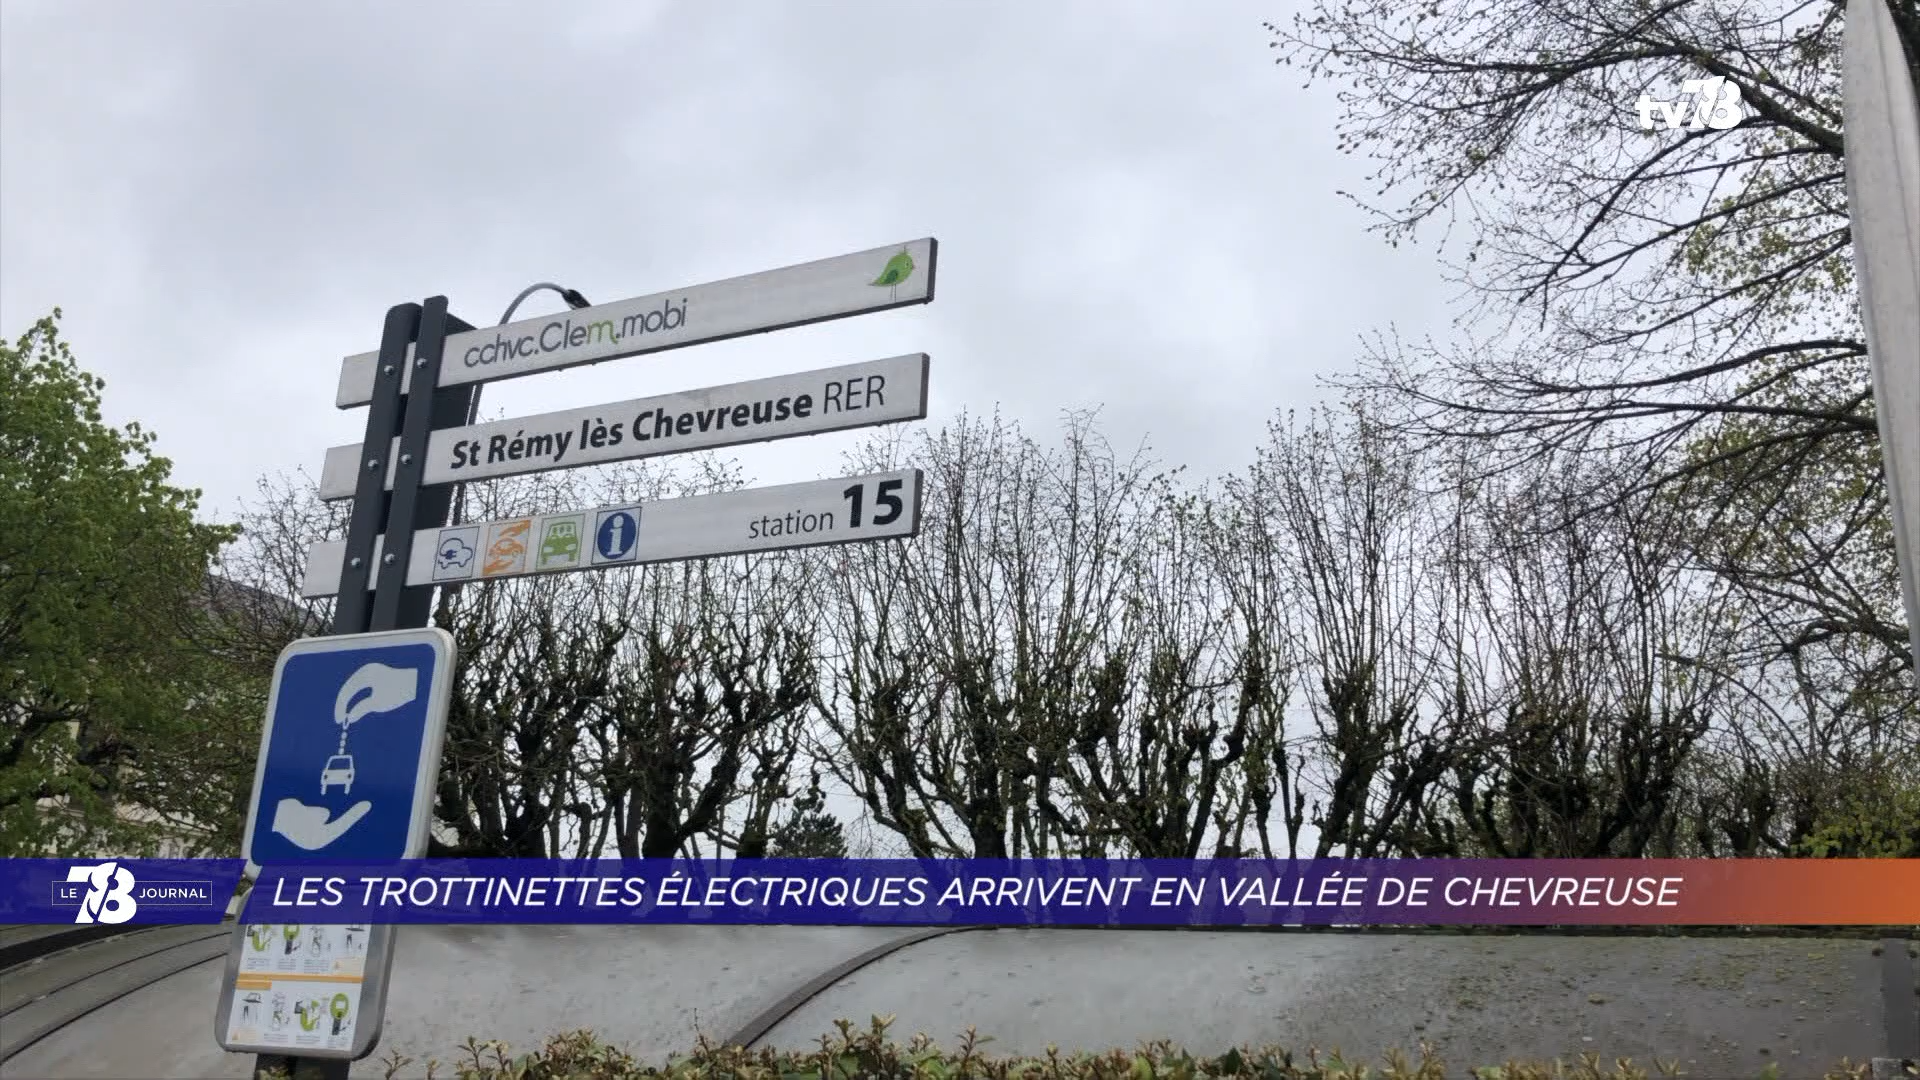 tv78
cchvc.Clem.mobi
St Rémy lès Chevreuse RER
station 15
i
LE 78 JOURNAL
LES TROTTINETTES ÉLECTRIQUES ARRIVENT EN VALLÉE DE CHEVREUSE